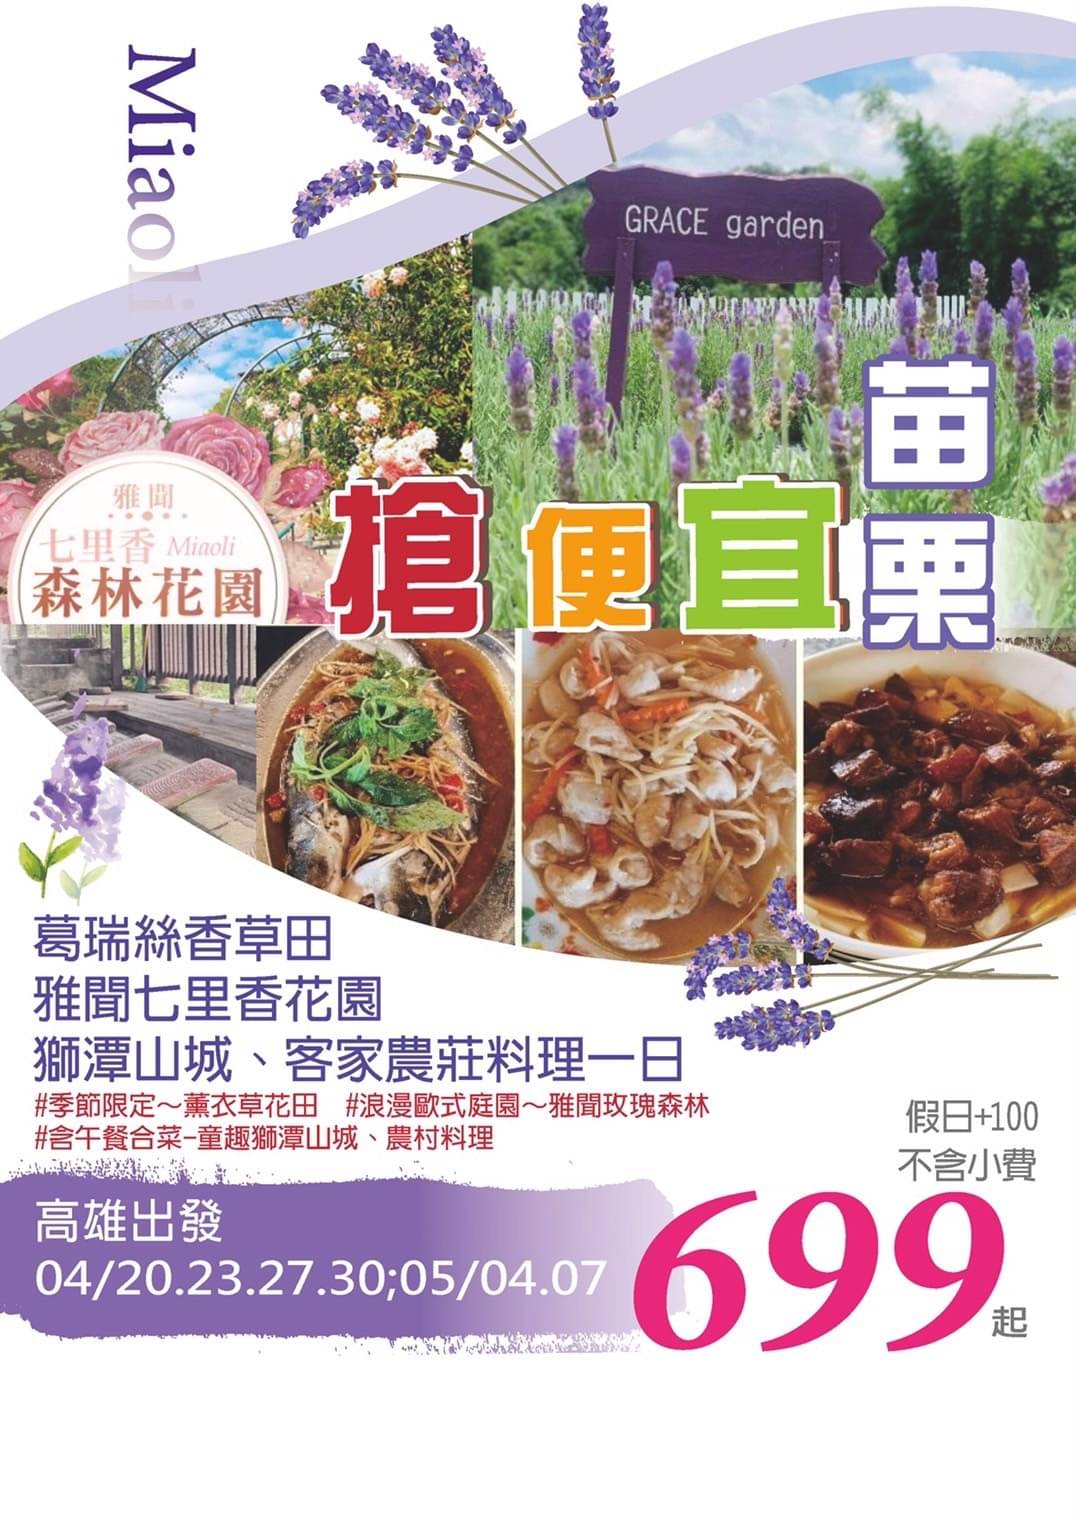 Miaoli
GRACE garden
苗栗
搶便宜
雅聞
七里香 Miaoli
森林花園
葛瑞絲香草田
雅聞七里香花園
獅潭山城、客家農莊料理一日
#季節限定～薰衣草花田 #浪漫歐式庭園～雅聞玫瑰森林
#含午餐合菜-童趣獅潭山城、農村料理
假日+100
不含小費
高雄出發
04/20.23.27.30;05/04.07
699起